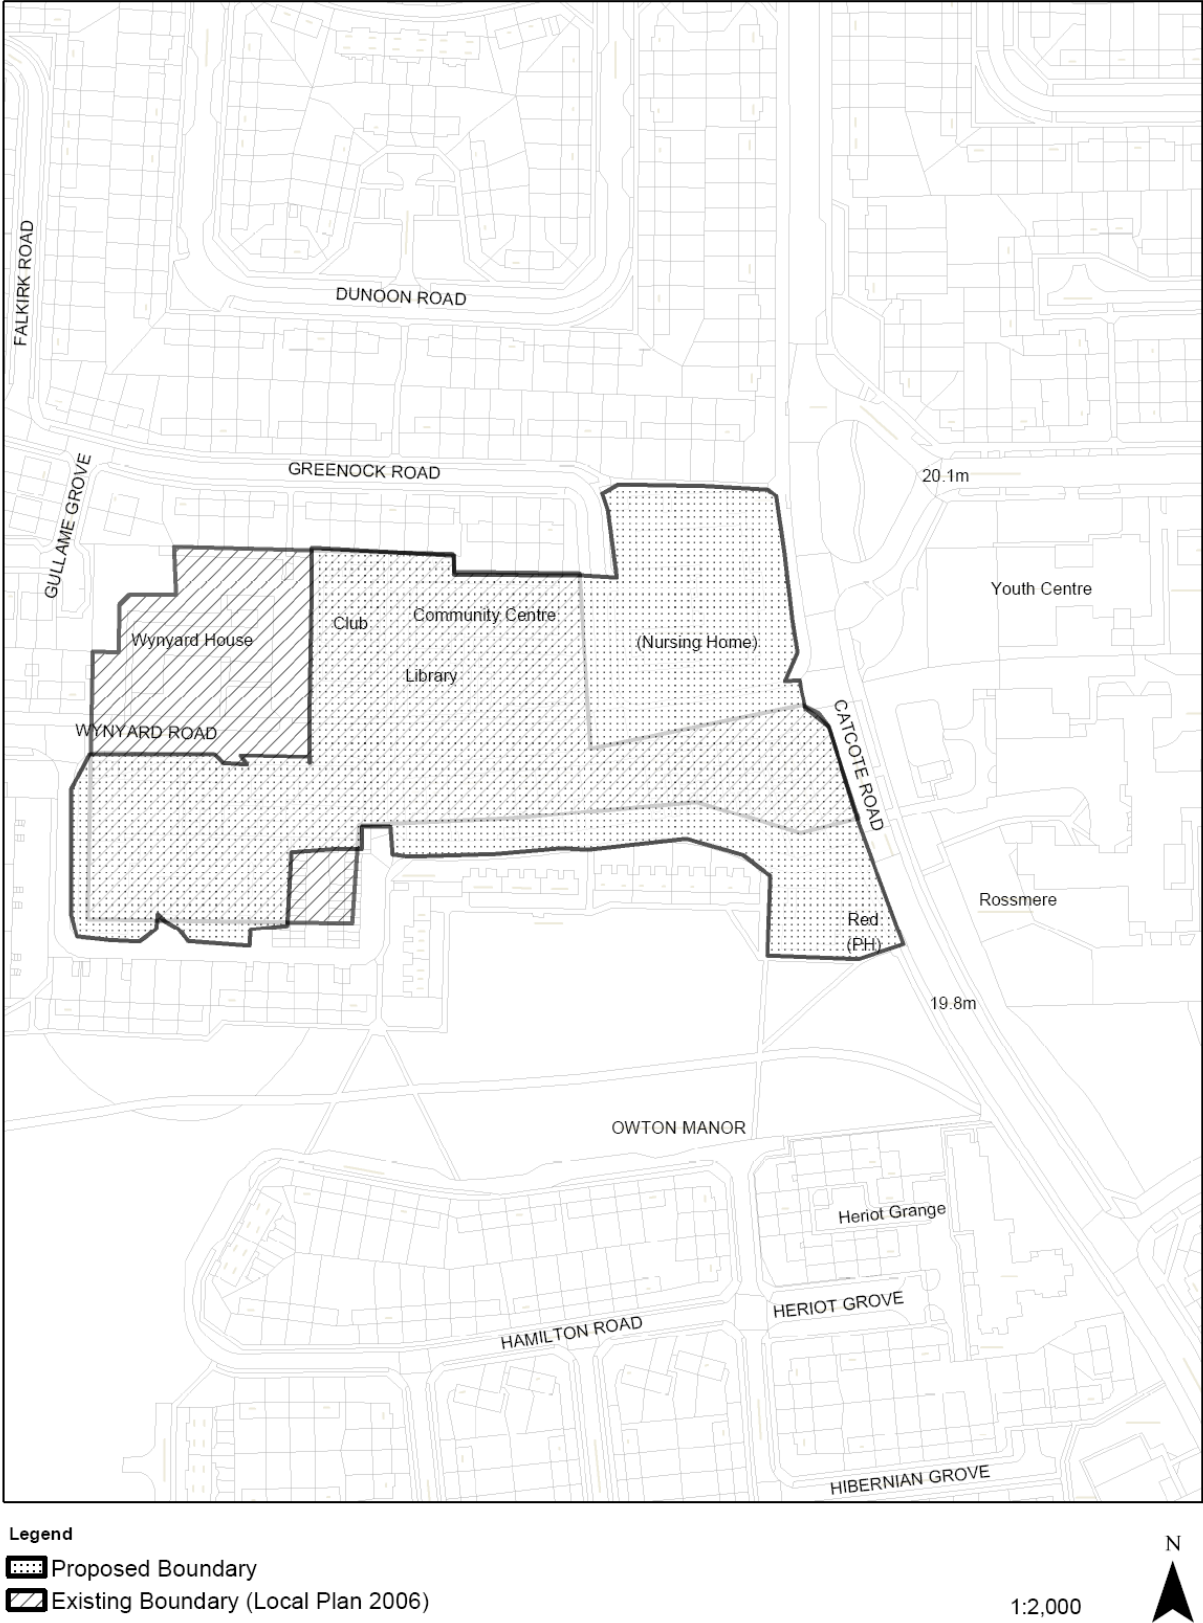 FALKIRK ROAD
DUNOON ROAD
GREENOCK ROAD
GULLAME GROVE
20.1m
Youth Centre
Club
Community Centre
Wynyard House
(Nursing Home)
Library
WYNYARD ROAD
CATCOTE ROAD
Rossmere
Red
(PH)
19.8m
OWTON MANOR
Heriot Grange
HERIOT GROVE
HAMILTON ROAD
HIBERNIAN GROVE
Legend
Proposed Boundary
Existing Boundary (Local Plan 2006)
1:2,000
N